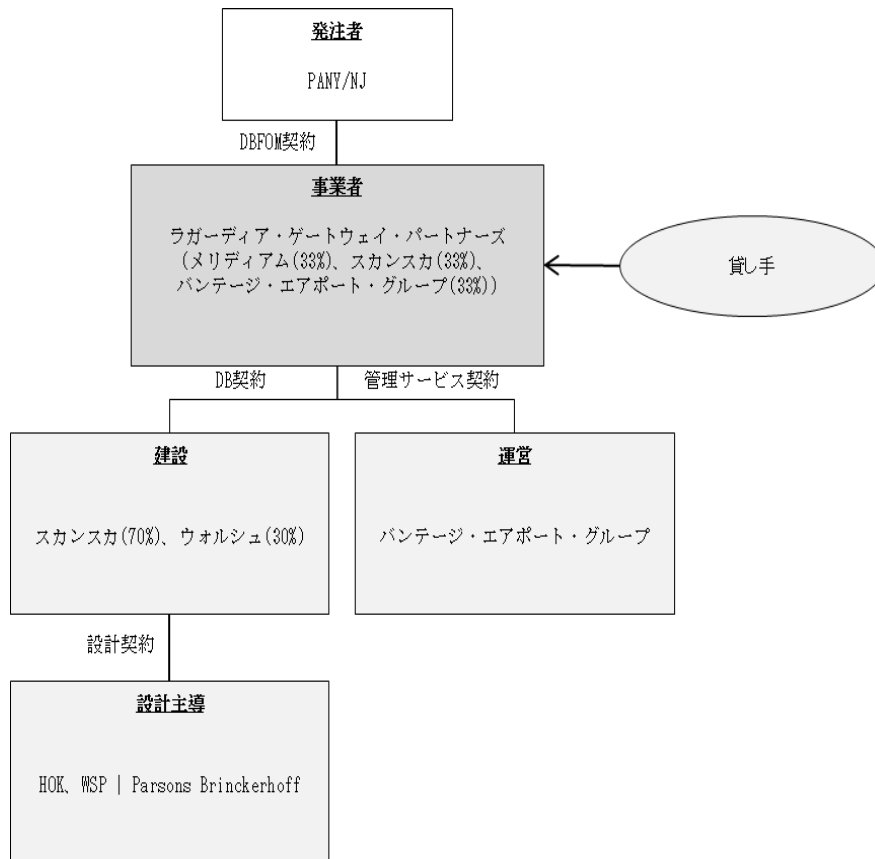 発注者
PANY/NJ
DBFOM契約
事業者
ラガーディア・ゲートウェイ・パートナーズ
(メリディアム(33%)、スカンスカ(33%)、
バンテージ・エアポート・グループ(33%))
貸し手
DB契約
管理サービス契約
建設
スカンスカ(70%)、ウォルシュ(30%)
運営
バンテージ・エアポート・グループ
設計契約
設計主導
HOK、WSP | Parsons Brinckerhoff